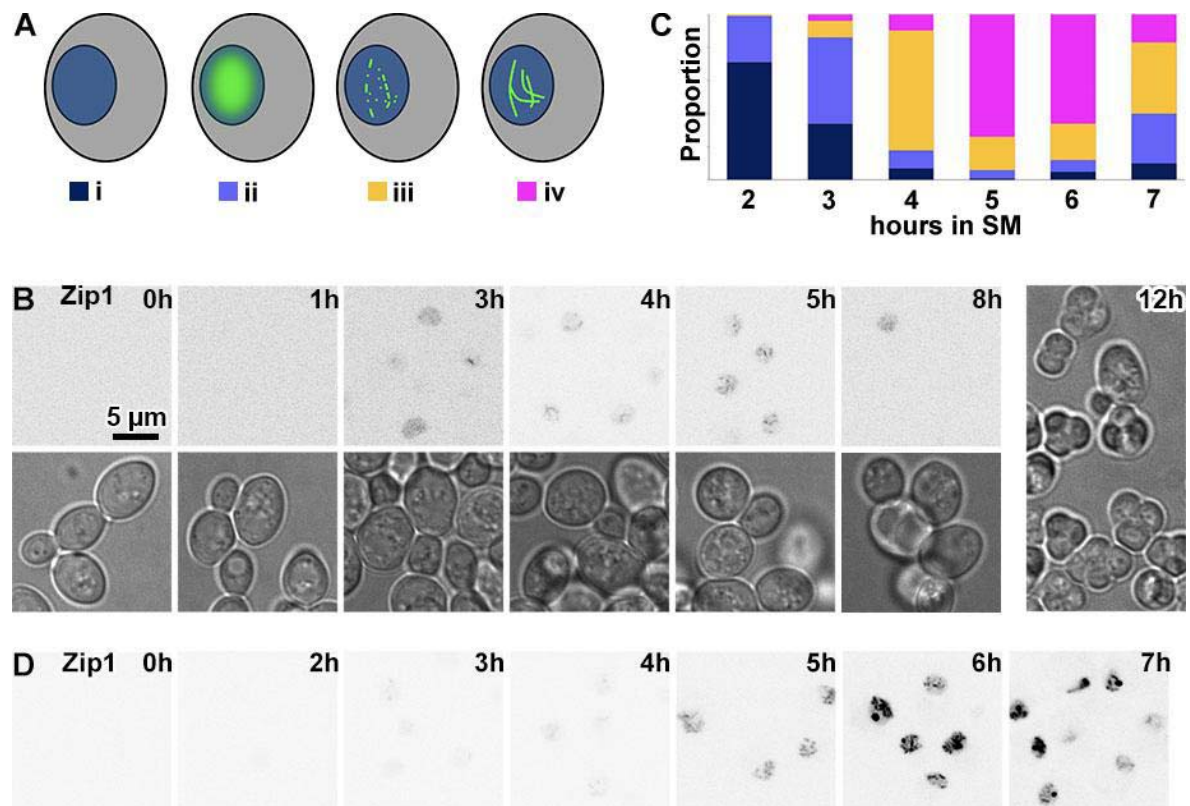 A
i ii iii iv
C
Proportion
2 3 4 5 6 7
hours in SM
B Zip1 0h 1h 3h 4h 5h 8h 12h
5 µm
D Zip1 0h 2h 3h 4h 5h 6h 7h